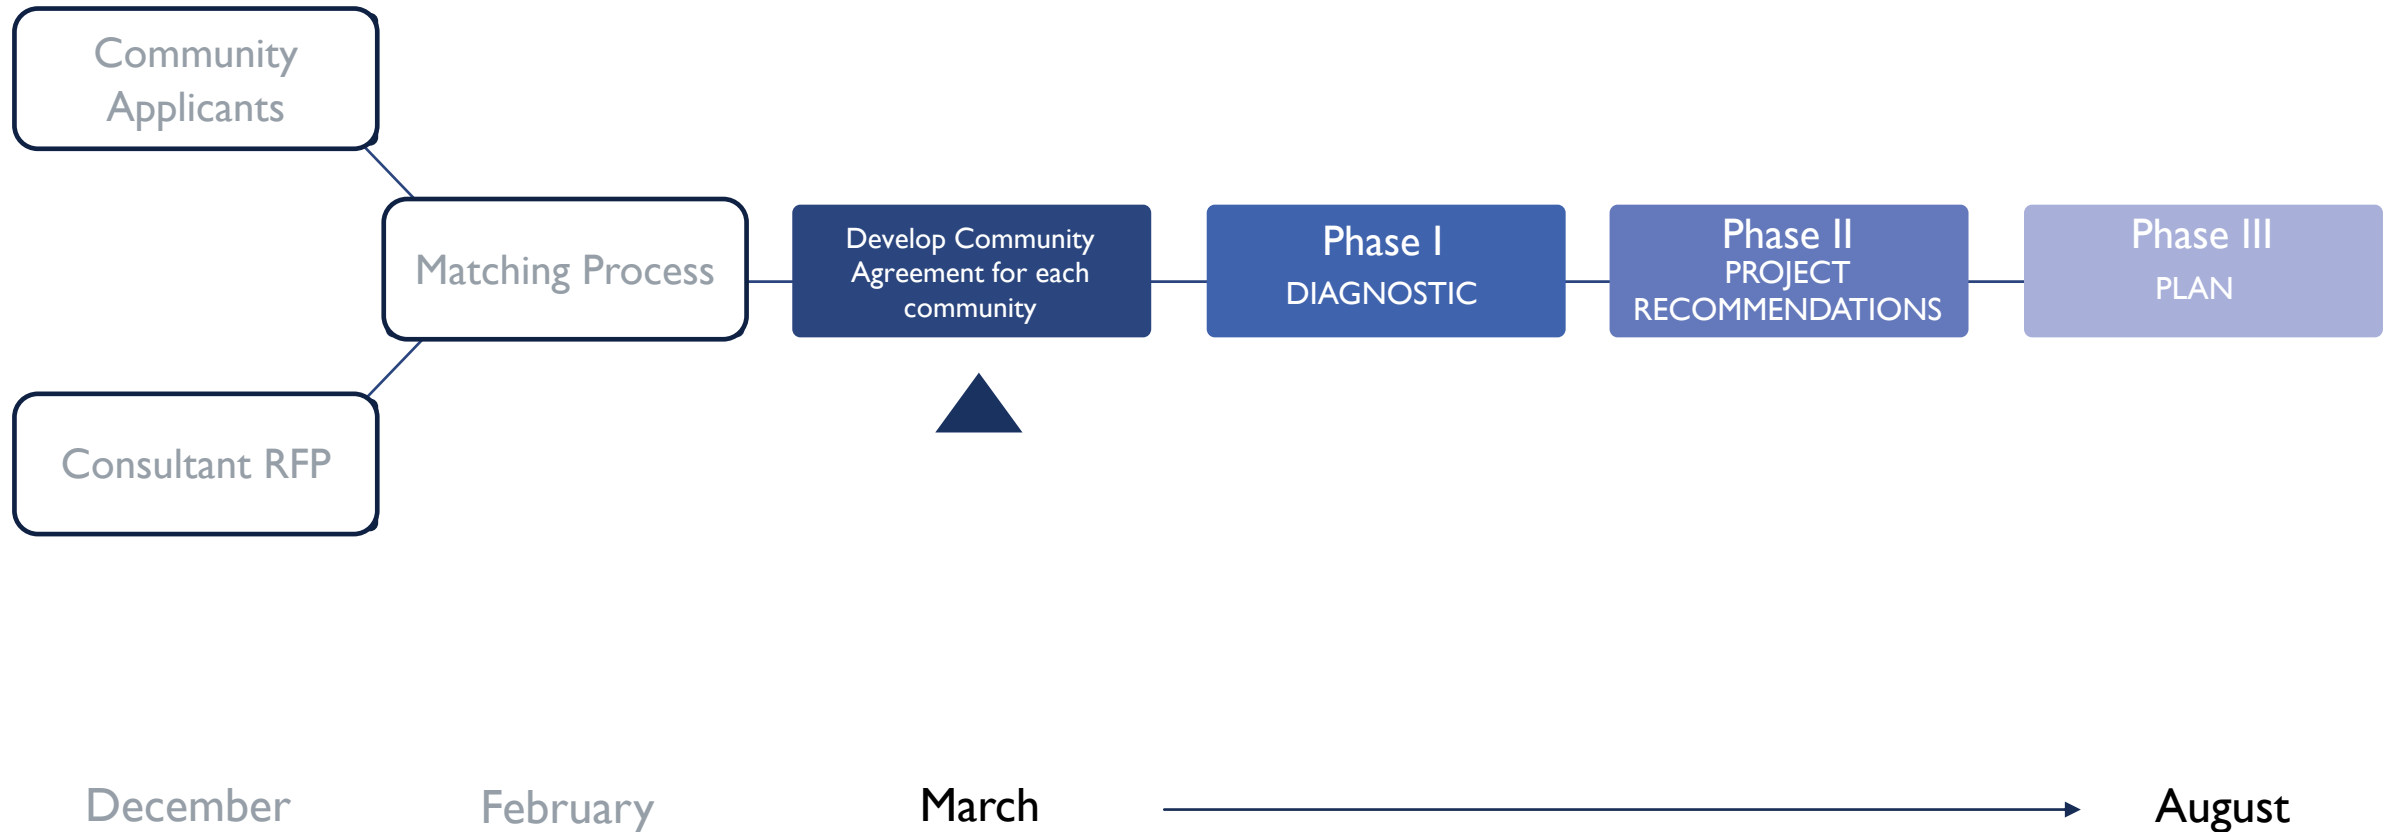 Community
Applicants
Matching Process
Consultant RFP
Develop Community
Agreement for each
community
Phase I
DIAGNOSTIC
Phase II
PROJECT
RECOMMENDATIONS
Phase III
PLAN
December
February
March
August